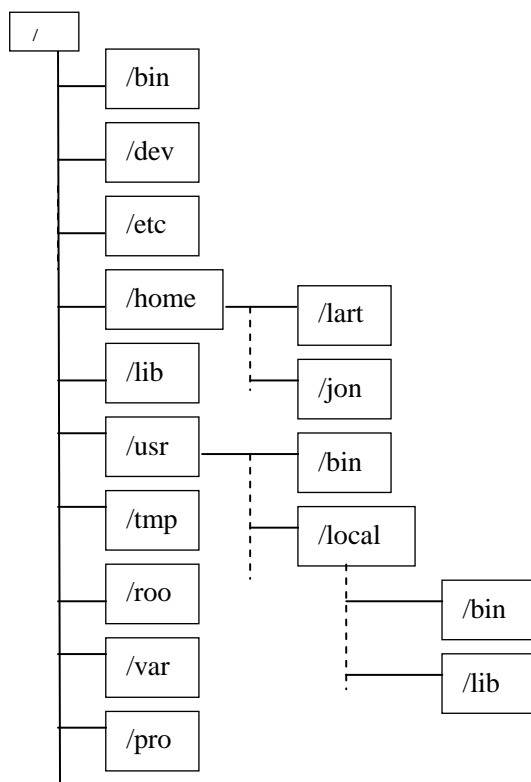 /
/bin
/dev
/etc
/home
/lart
/lib
/jon
/usr
/bin
/tmp
/local
/roo
/bin
/var
/lib
/pro